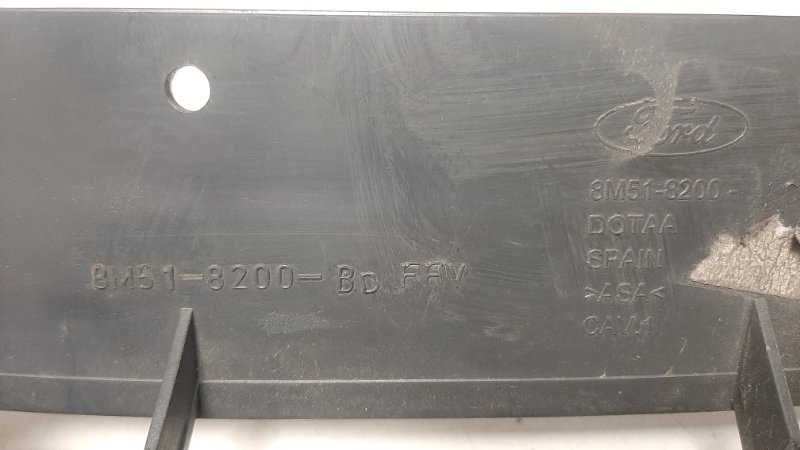 Ford
8M51-8200-
DOTAA
SPAIN
>ASA<
8M51-8200-BD